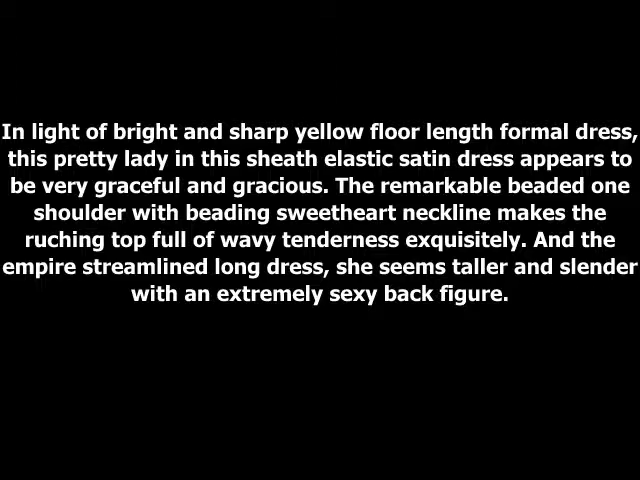 In light of bright and sharp yellow floor length formal dress,
this pretty lady in this sheath elastic satin dress appears to
be very graceful and gracious. The remarkable beaded one
shoulder with beading sweetheart neckline makes the
ruching top full of wavy tenderness exquisitely. And the
empire streamlined long dress, she seems taller and slender
with an extremely sexy back figure.